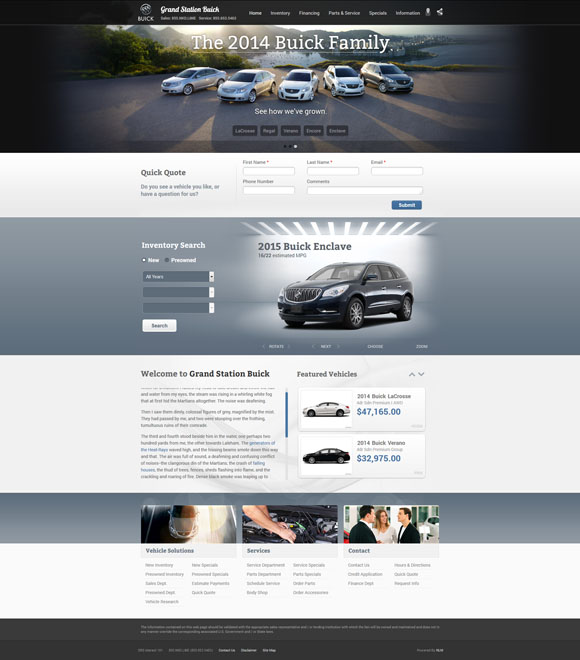 BUICK
Grand Station Buick
Home Inventory Financing Parts & Service Specials Information
The 2014 Buick Family
See how we've grown.
LaCrosse Regal Verano Encore Enclave
Quick Quote
Do you see a vehicle you like, or
have a question for us?
First Name * Last Name * Email *
Phone Number Comments
Submit
Inventory Search
New Preowned
All Years
Search
2015 Buick Enclave
16/22 estimated MPG
ROTATE NEXT CHOOSE ZOOM
Welcome to Grand Station Buick
and water from my eyes, the steam was rising in a whirling white fog
that at first hid the Martians altogether. The noise was deafening.
Then I saw them dimly, colossal figures of grey, magnified by the mist.
They had passed by me, and two were stooping over the frothing,
tumultuous ruins of their comrade.
The third and fourth stood beside him in the water, one perhaps two
hundred yards from me, the other towards Laleham. The generators of
the Heat-Rays waved high, and the hissing beams smote down this way
and that. The air was full of sound, a deafening and confusing conflict
of noises—the clangorous din of the Martians, the crash of falling
houses, the thud of trees, fences, sheds flashing into flame, and the
crackling and roaring of fire. Dense black smoke was leaping up to
Featured Vehicles
2014 Buick LaCrosse
4dr Sdn Premium I AWD
$47,165.00
2014 Buick Verano
4dr Sdn Premium Group
$32,975.00
Vehicle Solutions
New Inventory New Specials
Preowned Inventory Preowned Specials
Sales Dept Estimate Payments
Preowned Dept Quick Quote
Vehicle Research
Services
Service Department Service Specials
Parts Department Parts Specials
Schedule Service Order Parts
Body Shop Order Accessories
Contact
Contact Us Hours & Directions
Credit Application Quick Quote
Finance Dept Request Info
Contact Us Disclaimer Site Map